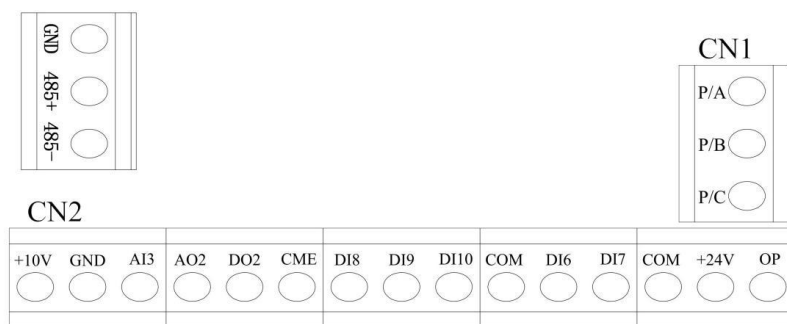 GND
485+
485-
CN1
P/A
P/B
P/C
CN2
+10V GND AI3 AO2 DO2 CME DI8 DI9 DI10 COM DI6 DI7 COM +24V OP